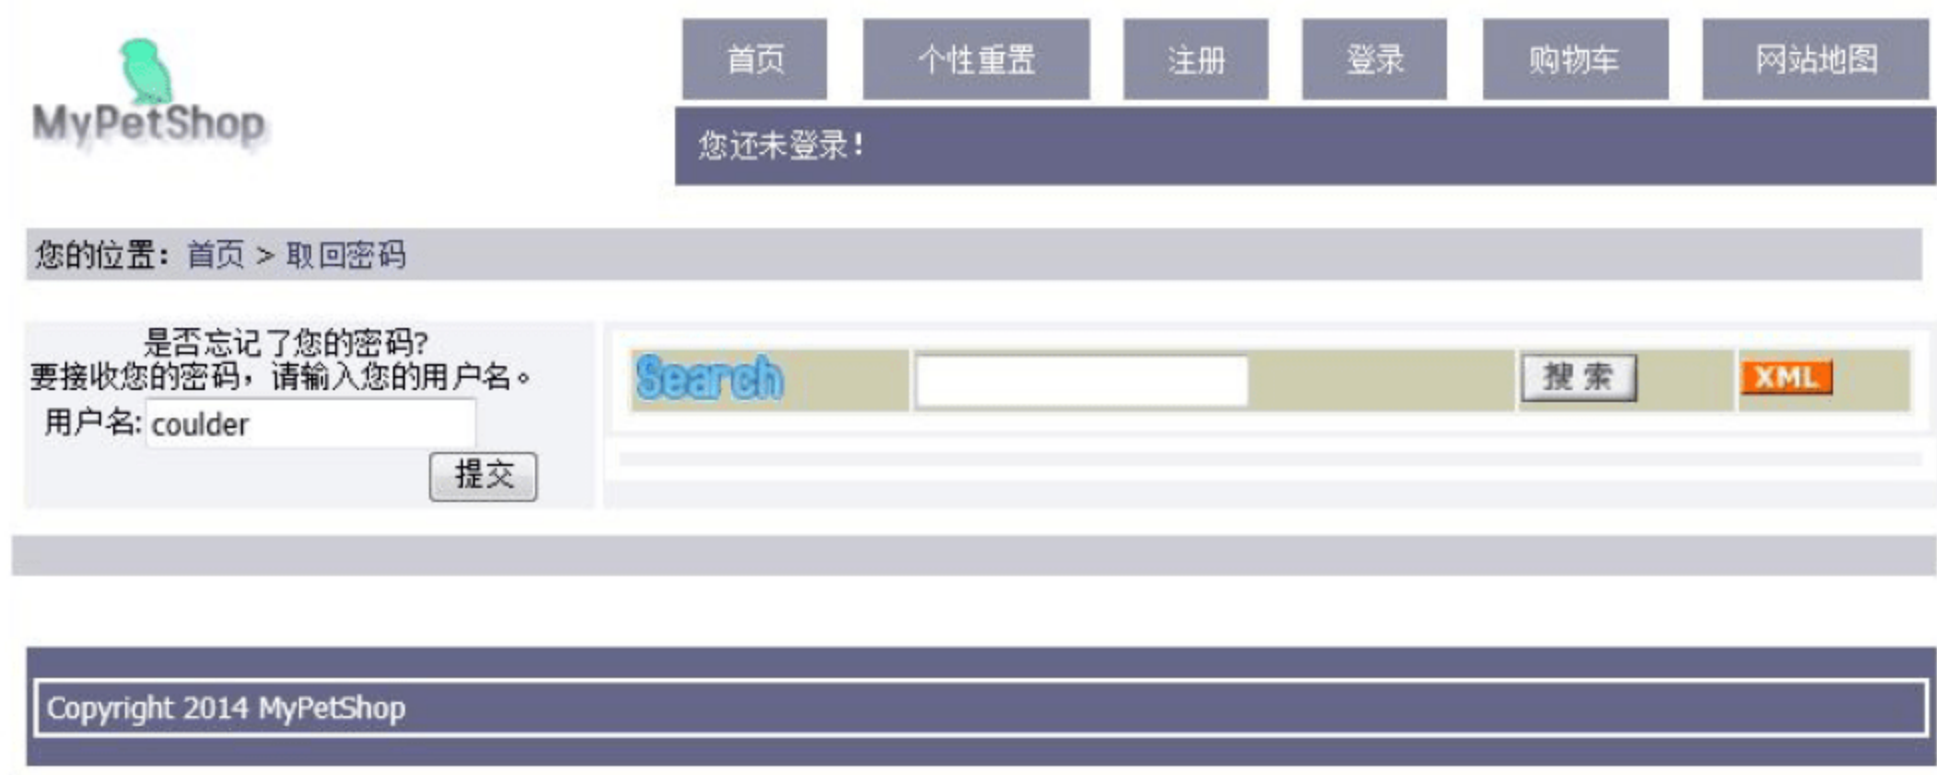 MyPetShop
首页 个性重置 注册 登录 购物车 网站地图
您还未登录!
您的位置：首页 > 取回密码
是否忘记了您的密码?
要接收您的密码，请输入您的用户名。
用户名: coulder
提交
Search 搜索 XML
Copyright 2014 MyPetShop